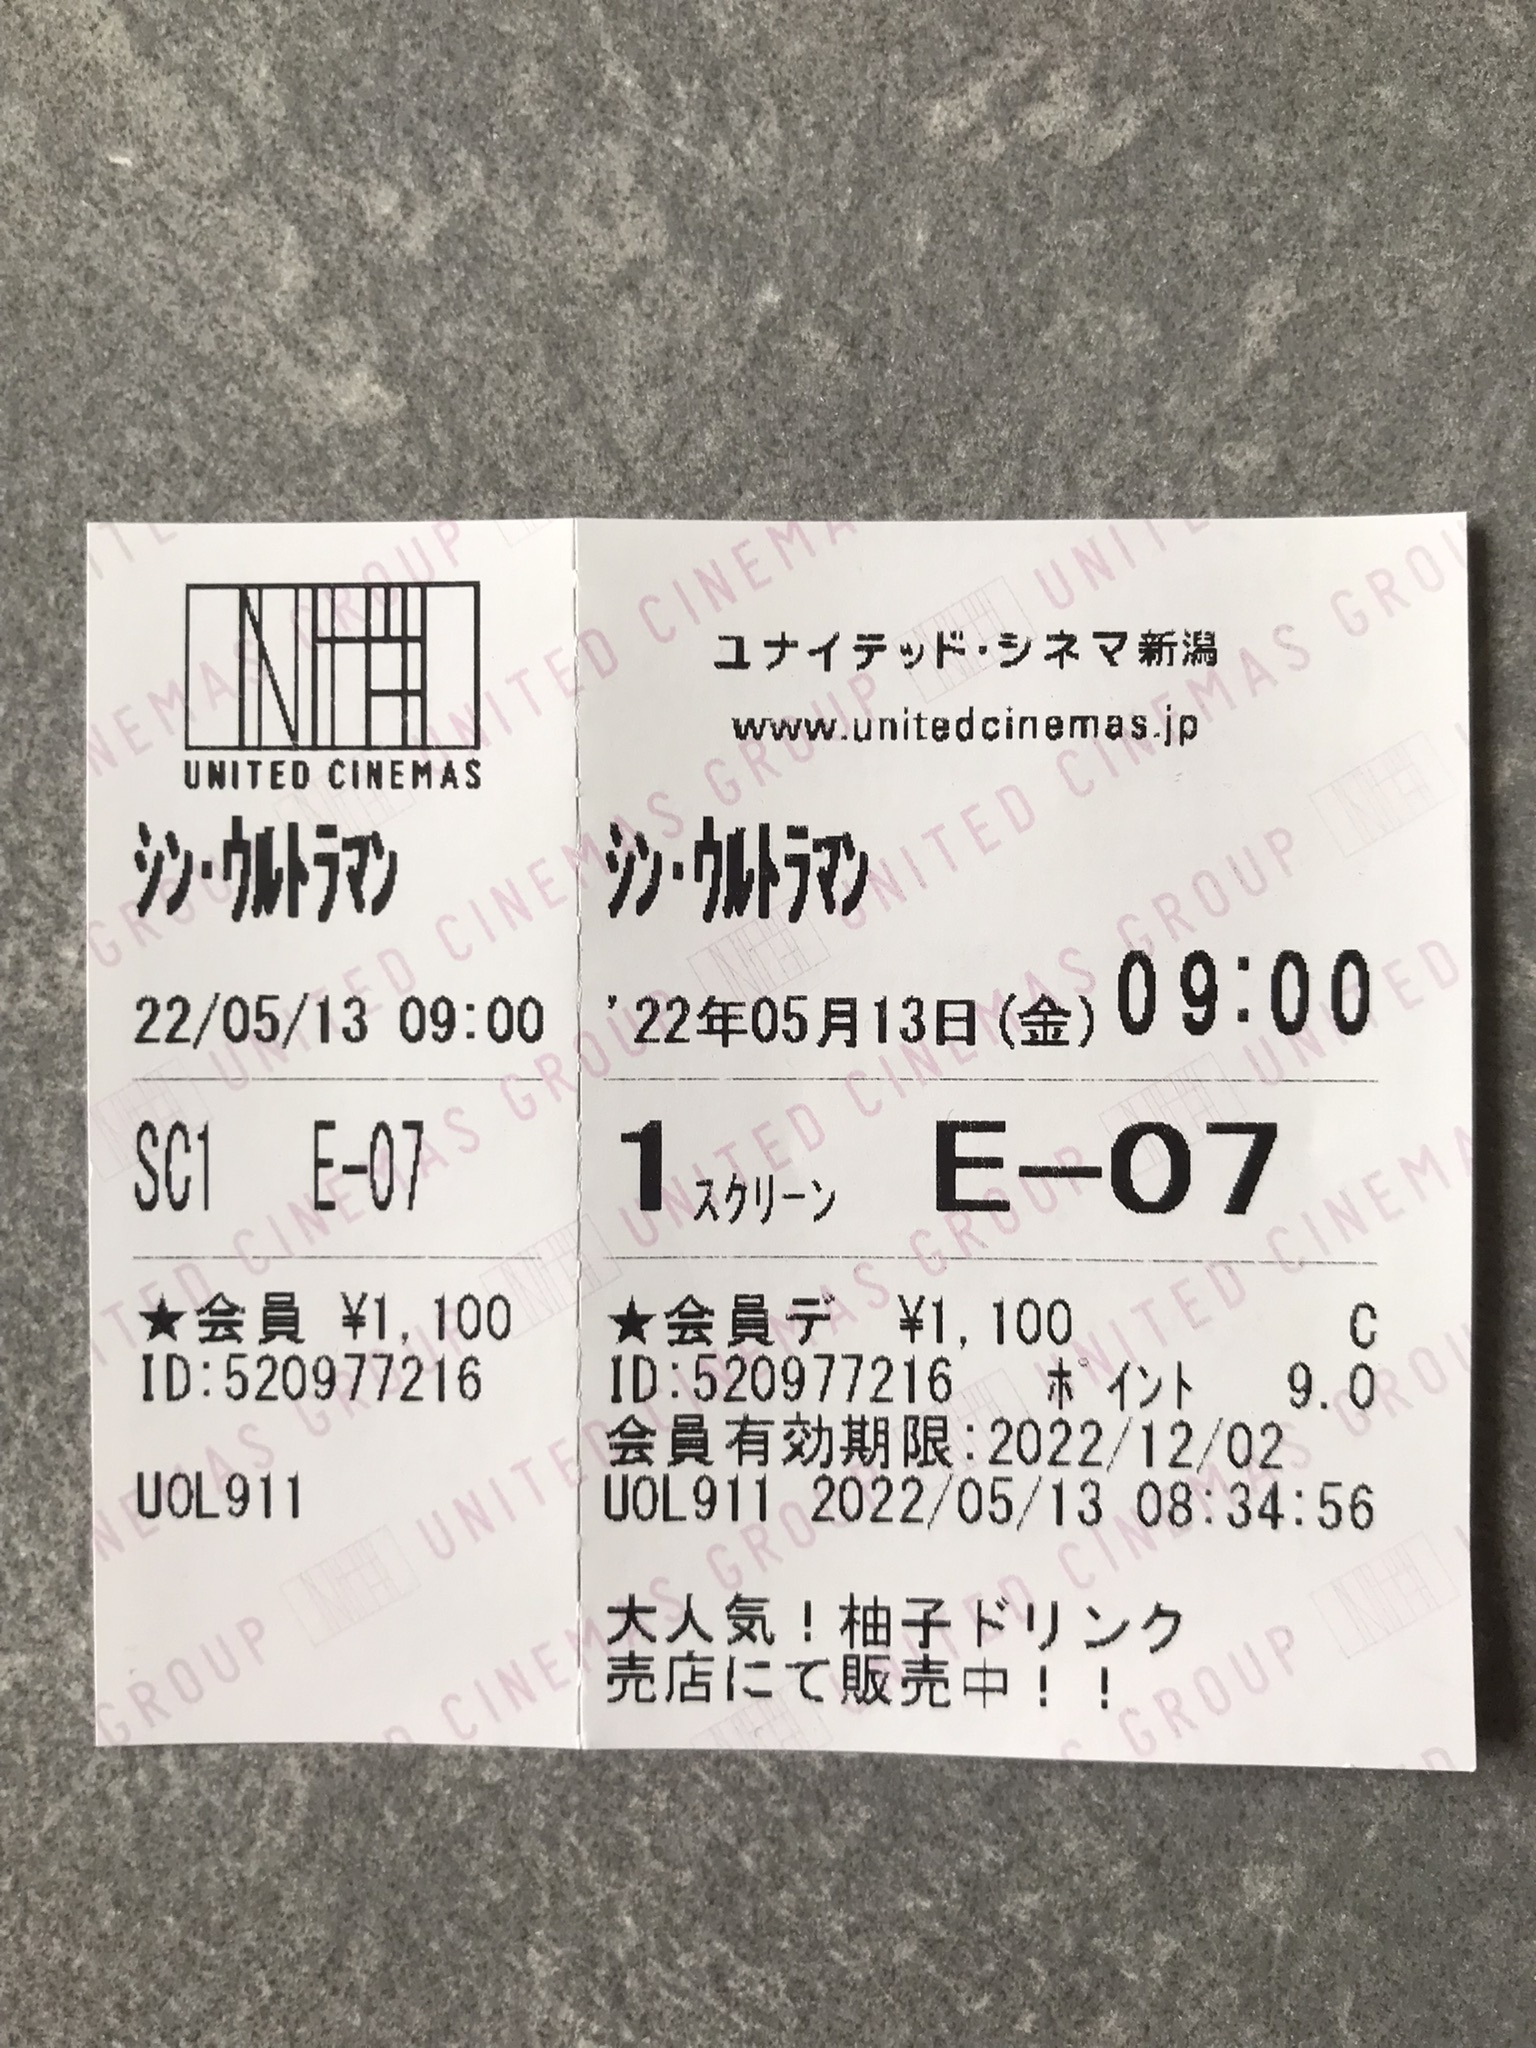 UNITED CINEMAS
シン・ウルトラマン
22/05/13 09:00
SC1 E-07
★会員 ¥1,100
ID:520977216
UOL911
ユナイテッド・シネマ新潟
www.unitedcinemas.jp
シン・ウルトラマン
'22年05月13日(金) 09:00
1スクリーン E-07
★会員デ ¥1,100 C
ID:520977216 ポイント 9.0
会員有効期限:2022/12/02
UOL911 2022/05/13 08:34:56
大人気!柚子ドリンク
売店にて販売中!!
UNITED CINEMAS GROUP